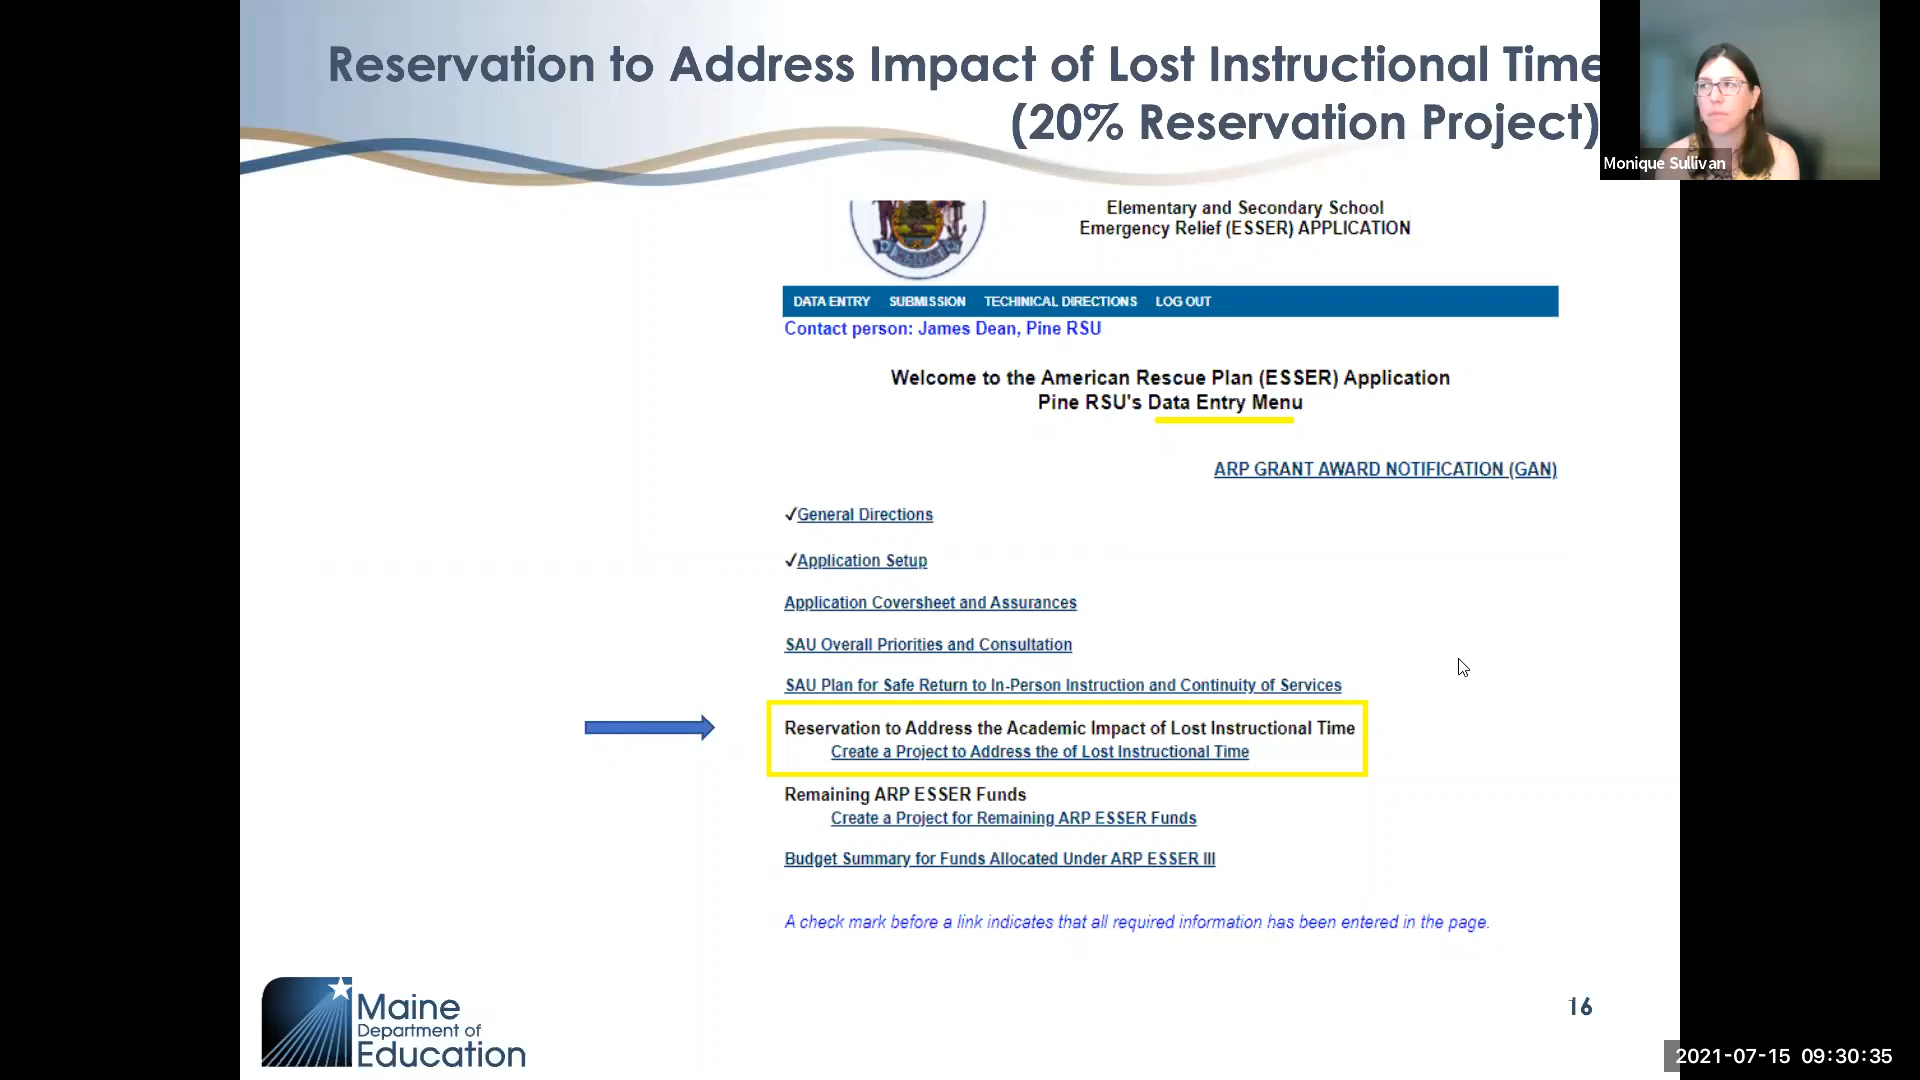 Reservation to Address Impact of Lost Instructional Time
(20% Reservation Project)
Monique Sullivan
Elementary and Secondary School
Emergency Relief (ESSER) APPLICATION
DATA ENTRY SUBMISSION TECHINICAL DIRECTIONS LOG OUT
Contact person: James Dean, Pine RSU
Welcome to the American Rescue Plan (ESSER) Application
Pine RSU's Data Entry Menu
ARP GRANT AWARD NOTIFICATION (GAN)
✓General Directions
✓Application Setup
Application Coversheet and Assurances
SAU Overall Priorities and Consultation
SAU Plan for Safe Return to In-Person Instruction and Continuity of Services
Reservation to Address the Academic Impact of Lost Instructional Time
Create a Project to Address the of Lost Instructional Time
Remaining ARP ESSER Funds
Create a Project for Remaining ARP ESSER Funds
Budget Summary for Funds Allocated Under ARP ESSER III
A check mark before a link indicates that all required information has been entered in the page.
Maine
Department of
Education
16
2021-07-15 09:30:35